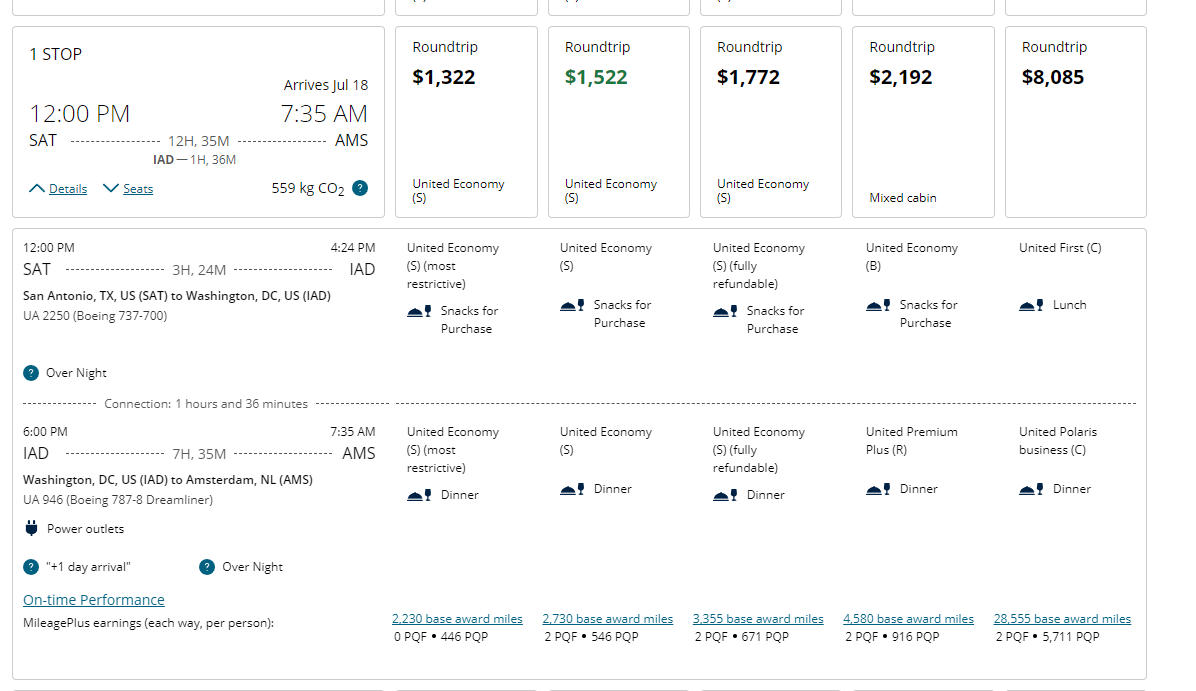 1 STOP
Arrives Jul 18
12:00 PM
7:35 AM
SAT
12H, 35M
AMS
IAD — 1H, 36M
Details
Seats
559 kg CO2 ?
Roundtrip
$1,322
United Economy
(S)
Roundtrip
$1,522
United Economy
(S)
Roundtrip
$1,772
United Economy
(S)
Roundtrip
$2,192
Mixed cabin
Roundtrip
$8,085
12:00 PM
4:24 PM
SAT
3H, 24M
IAD
San Antonio, TX, US (SAT) to Washington, DC, US (IAD)
UA 2250 (Boeing 737-700)
? Over Night
United Economy
(S) (most
restrictive)
Snacks for
Purchase
United Economy
(S)
Snacks for
Purchase
United Economy
(S) (fully
refundable)
Snacks for
Purchase
United Economy
(B)
Snacks for
Purchase
United First (C)
Lunch
Connection: 1 hours and 36 minutes
6:00 PM
7:35 AM
IAD
7H, 35M
AMS
Washington, DC, US (IAD) to Amsterdam, NL (AMS)
UA 946 (Boeing 787-8 Dreamliner)
Power outlets
? "+1 day arrival"
? Over Night
United Economy
(S) (most
restrictive)
Dinner
United Economy
(S)
Dinner
United Economy
(S) (fully
refundable)
Dinner
United Premium
Plus (R)
Dinner
United Polaris
business (C)
Dinner
On-time Performance
MileagePlus earnings (each way, per person):
2,230 base award miles
0 PQF • 446 PQP
2,730 base award miles
2 PQF • 546 PQP
3,355 base award miles
2 PQF • 671 PQP
4,580 base award miles
2 PQF • 916 PQP
28,555 base award miles
2 PQF • 5,711 PQP